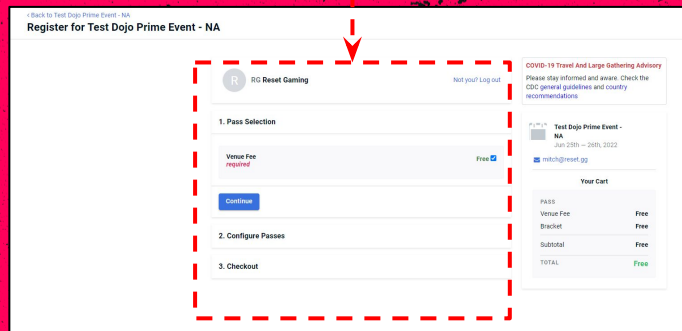 ‹ Back to Test Dojo Prime Event - NA
Register for Test Dojo Prime Event - NA
R
RG Reset Gaming
Not you? Log out
1. Pass Selection
Venue Fee
required
Free
Continue
2. Configure Passes
3. Checkout
COVID-19 Travel And Large Gathering Advisory
Please stay informed and aware. Check the
CDC general guidelines and country
recommendations
Test Dojo Prime Event -
NA
Jun 25th — 26th, 2022
mitch@reset.gg
Your Cart
PASS
Venue Fee Free
Bracket Free
Subtotal Free
TOTAL Free